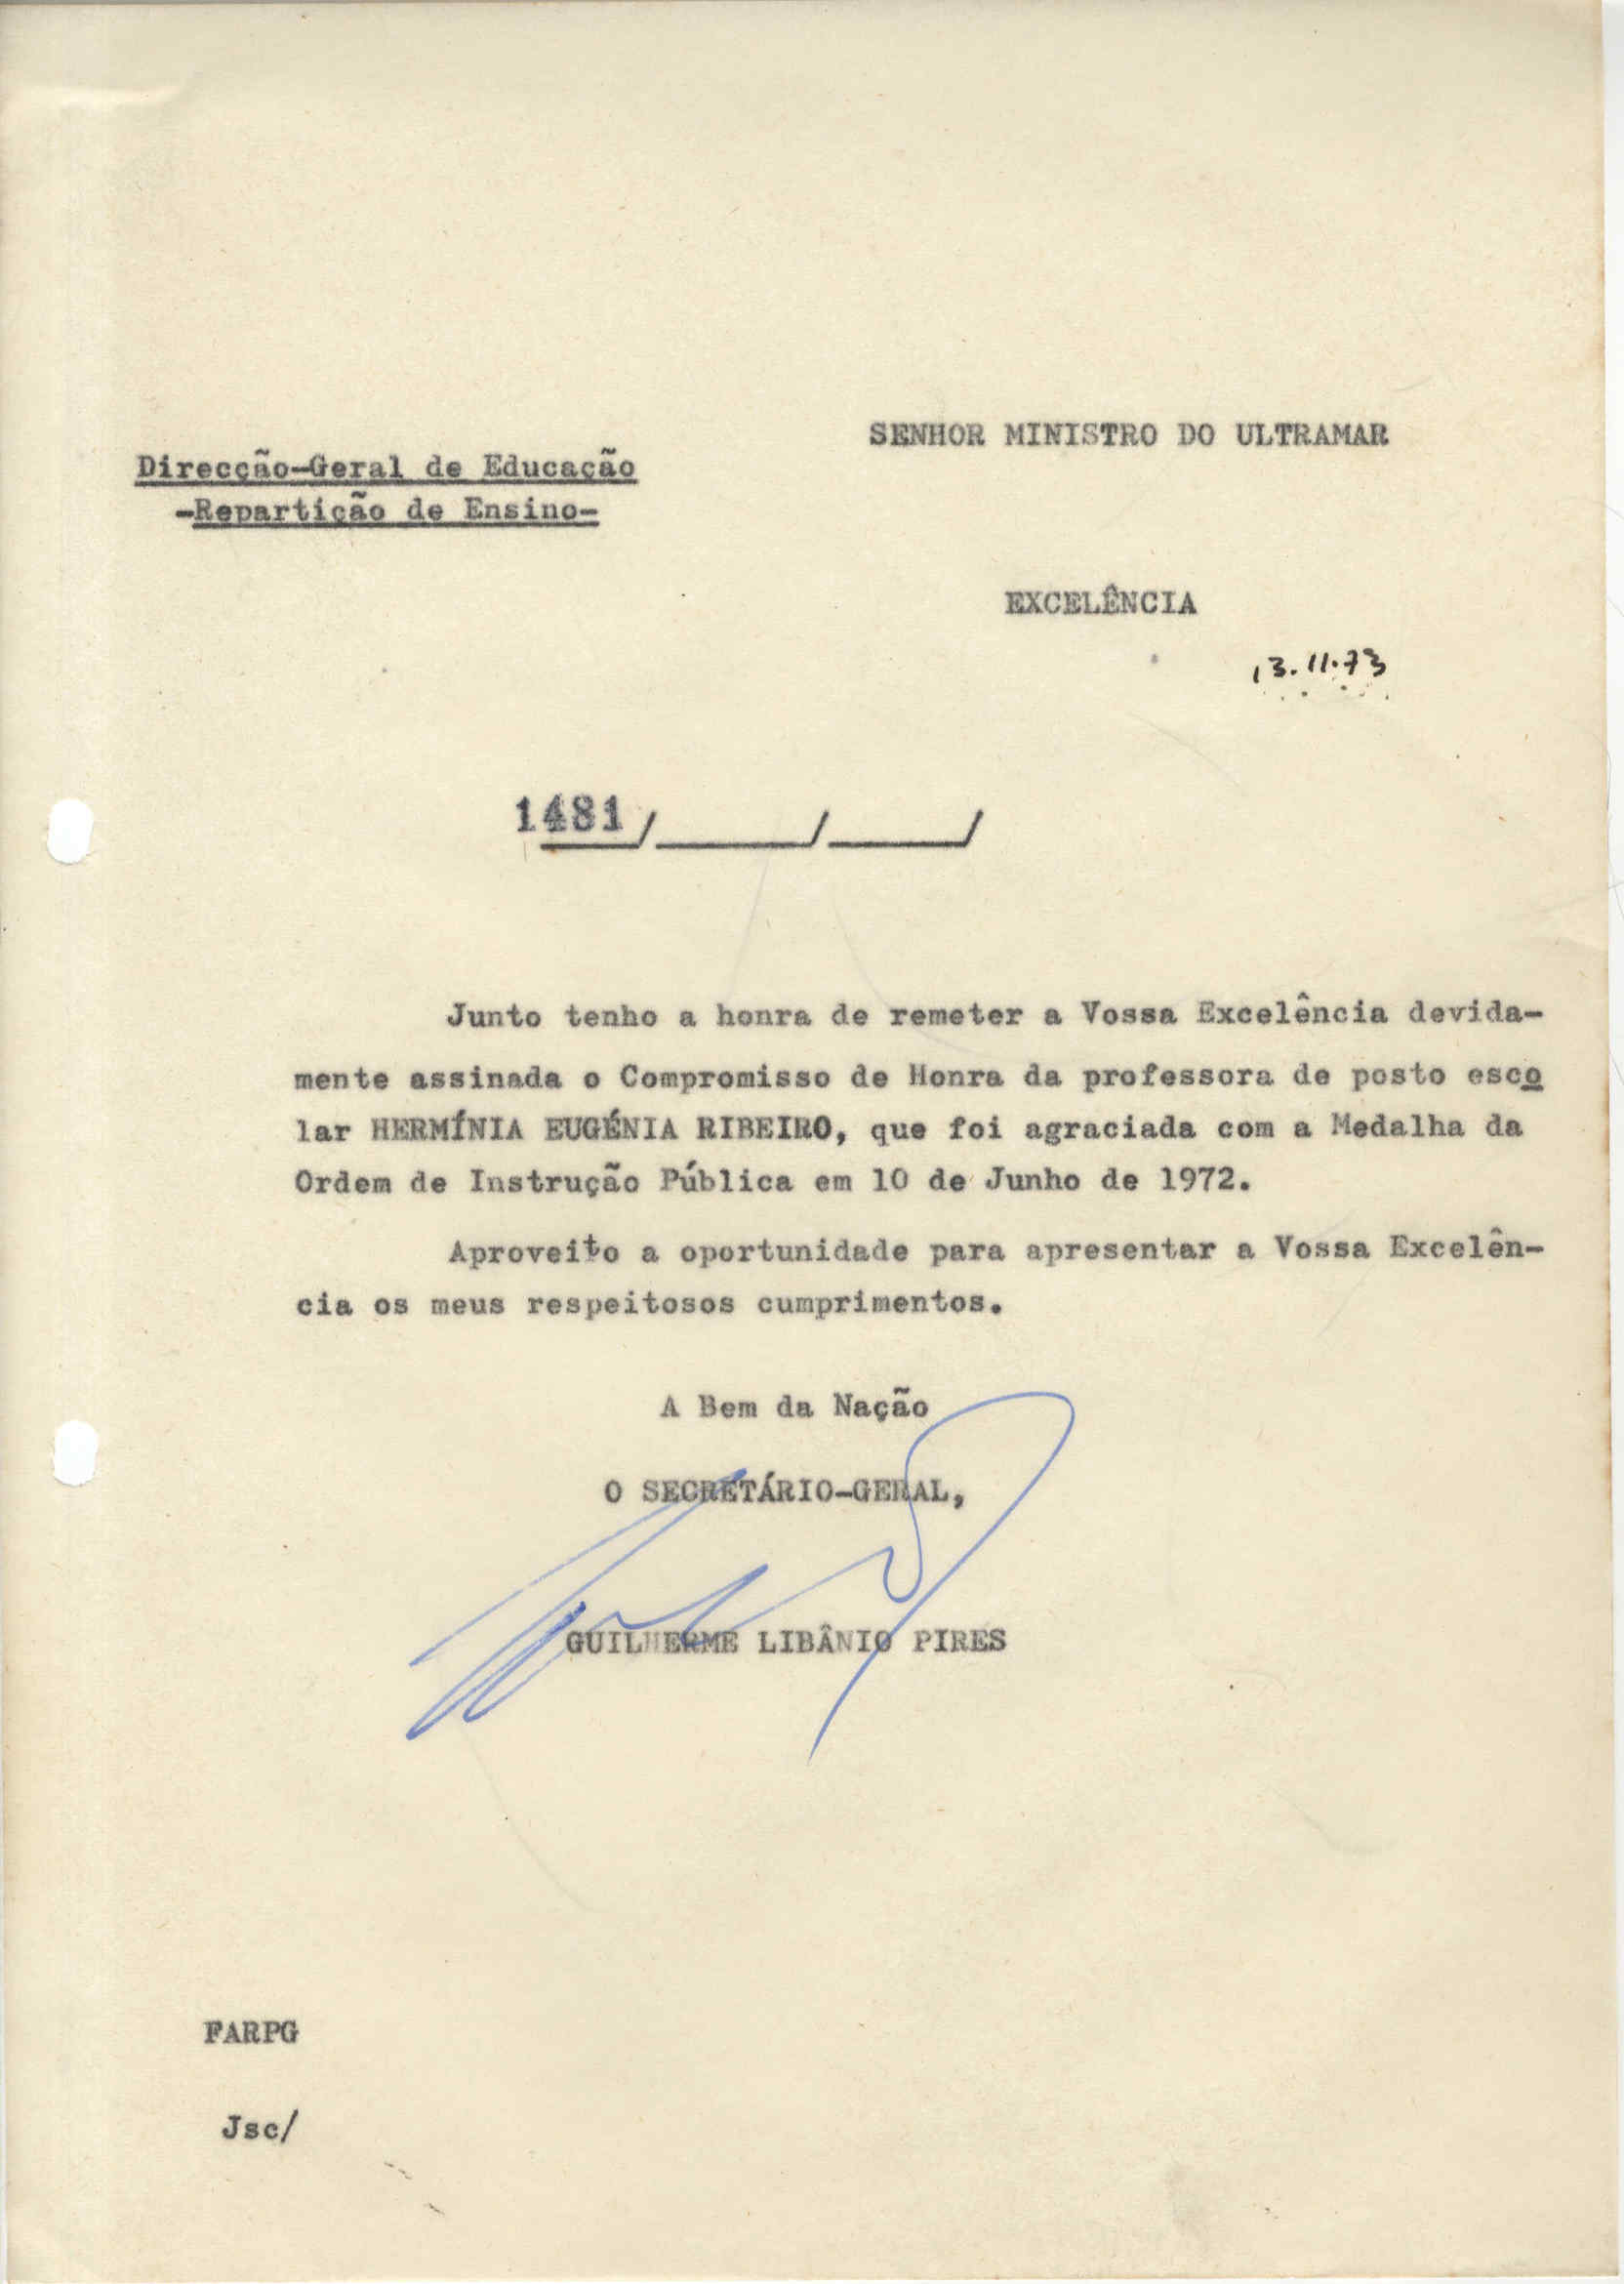 SENHOR MINISTRO DO ULTRAMAR
Direcção-Geral de Educação
-Repartição de Ensino-
EXCELÊNCIA
13.11.73
1481/______/_____/
Junto tenho a honra de remeter a Vossa Excelência devida-
mente assinada o Compromisso de Honra da professora de posto esco
lar HERMÍNIA EUGÉNIA RIBEIRO, que foi agraciada com a Medalha da
Ordem de Instrução Pública em 10 de Junho de 1972.
Aproveito a oportunidade para apresentar a Vossa Excelên-
cia os meus respeitosos cumprimentos.
A Bem da Nação
O SECRETÁRIO-GERAL,
GUILHERME LIBÂNIO PIRES
FARPG
Jsc/